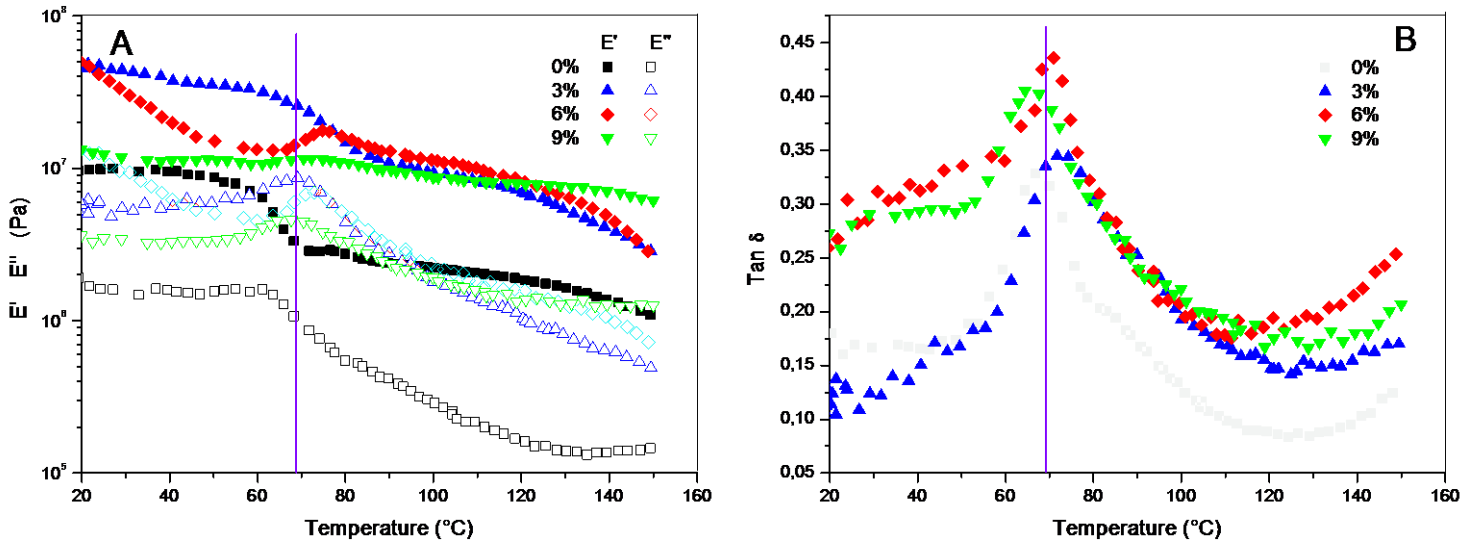 A
E' E"
0%
3%
6%
9%
10⁸
10⁷
10⁶
10⁵
E' E" (Pa)
20 40 60 80 100 120 140 160
Temperature (°C)
B
0%
3%
6%
9%
0,45
0,40
0,35
0,30
0,25
0,20
0,15
0,10
0,05
Tan δ
20 40 60 80 100 120 140 160
Temperature (°C)